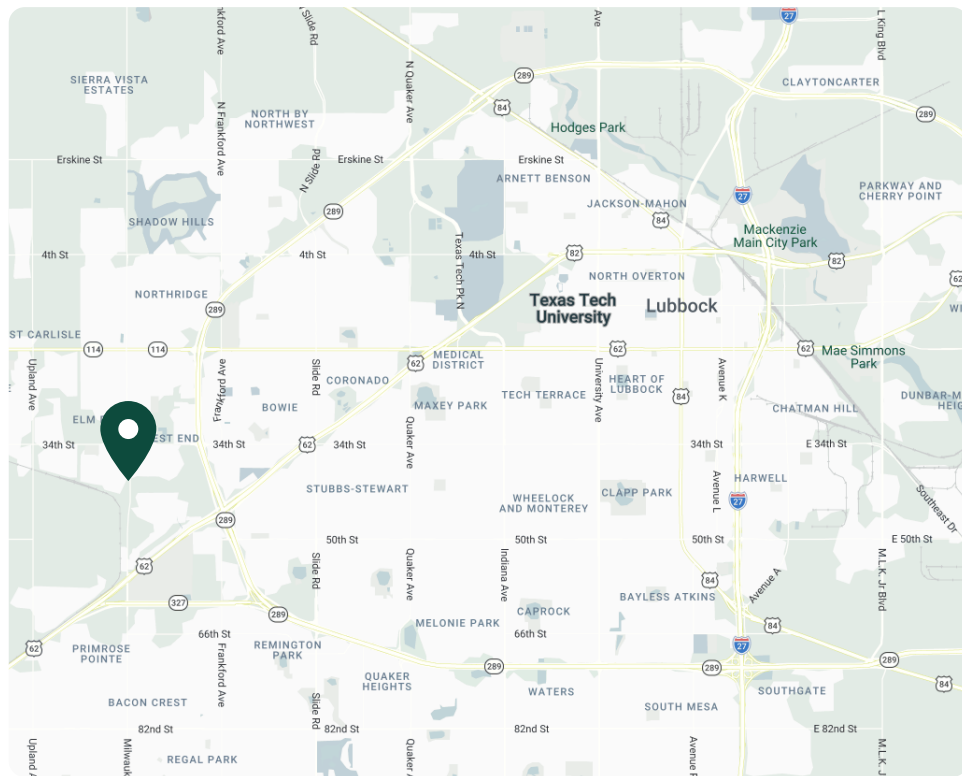 N Slide Rd
27
L King Blvd
Ave
kford Ave
289
SIERRA VISTA
ESTATES
N Quaker Ave
CLAYTONCARTER
84
289
NORTH BY
NORTHWEST
N Frankford Ave
Hodges Park
Erskine St
Erskine St
Erskine St
N Slide Rd
ARNETT BENSON
PARKWAY AND
CHERRY POINT
27
289
JACKSON-MAHON
84
SHADOW HILLS
Mackenzie
Main City Park
4th St
4th St
Texas Tech Pk N
4th St
82
82
NORTH OVERTON
62
NORTHRIDGE
Texas Tech
University
Lubbock
289
WI
ST CARLISLE
114
114
62
62
62
Mae Simmons
Park
MEDICAL
DISTRICT
Upland Ave
Frankford Ave
Slide Rd
CORONADO
University Ave
HEART OF
LUBBOCK
Avenue K
TECH TERRACE
84
DUNBAR-M
HEIG
BOWIE
MAXEY PARK
CHATMAN HILL
ELM
Quaker Ave
EST END
34th St
34th St
62
34th St
34th St
E 34th St
HARWELL
STUBBS-STEWART
Avenue L
CLAPP PARK
27
WHEELOCK
AND MONTEREY
Southeast Dr
289
50th St
50th St
50th St
E 50th St
62
Slide Rd
Quaker Ave
Indiana Ave
84
Avenue A
M.L.K. Jr Blvd
327
289
CAPROCK
BAYLESS ATKINS
MELONIE PARK
84
66th St
66th St
62
PRIMROSE
POINTE
REMINGTON
PARK
27
Frankford Ave
289
289
289
QUAKER
HEIGHTS
84
WATERS
SOUTHGATE
BACON CREST
Slide Rd
SOUTH MESA
82nd St
82nd St
82nd St
E 82nd St
Upland A
Milwauk
REGAL PARK
Quaker A
Avenue P
M.L.K. J